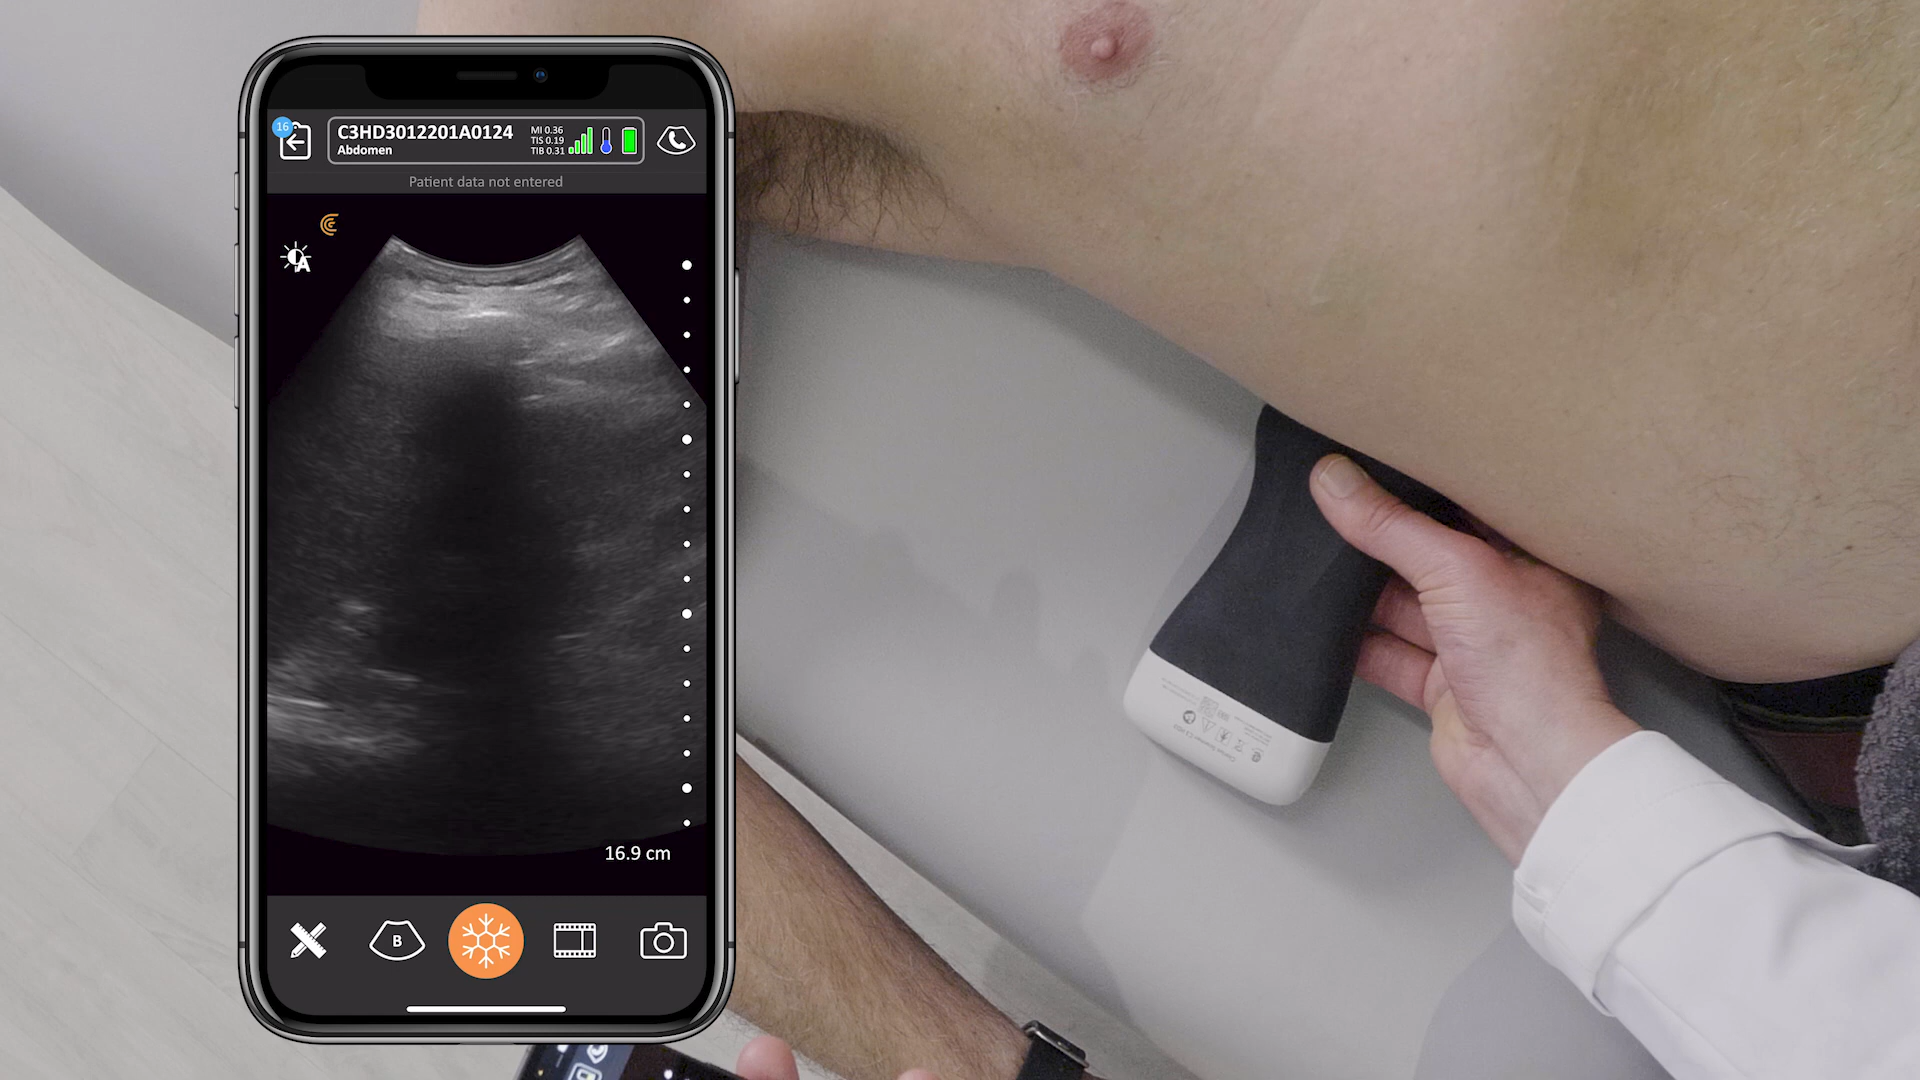 16
C3HD3012201A0124
Abdomen
MI 0.36
TIS 0.19
TIB 0.31
Patient data not entered
A
16.9 cm
B